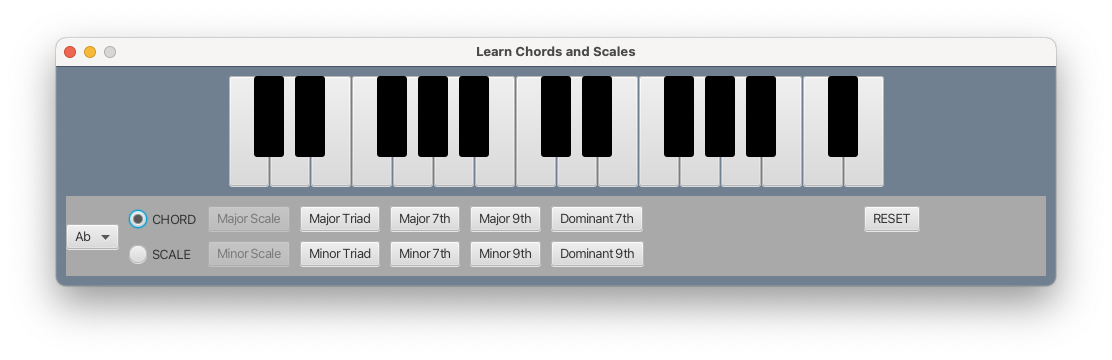 Learn Chords and Scales
CHORD Major Scale Major Triad Major 7th Major 9th Dominant 7th RESET
Ab
SCALE Minor Scale Minor Triad Minor 7th Minor 9th Dominant 9th